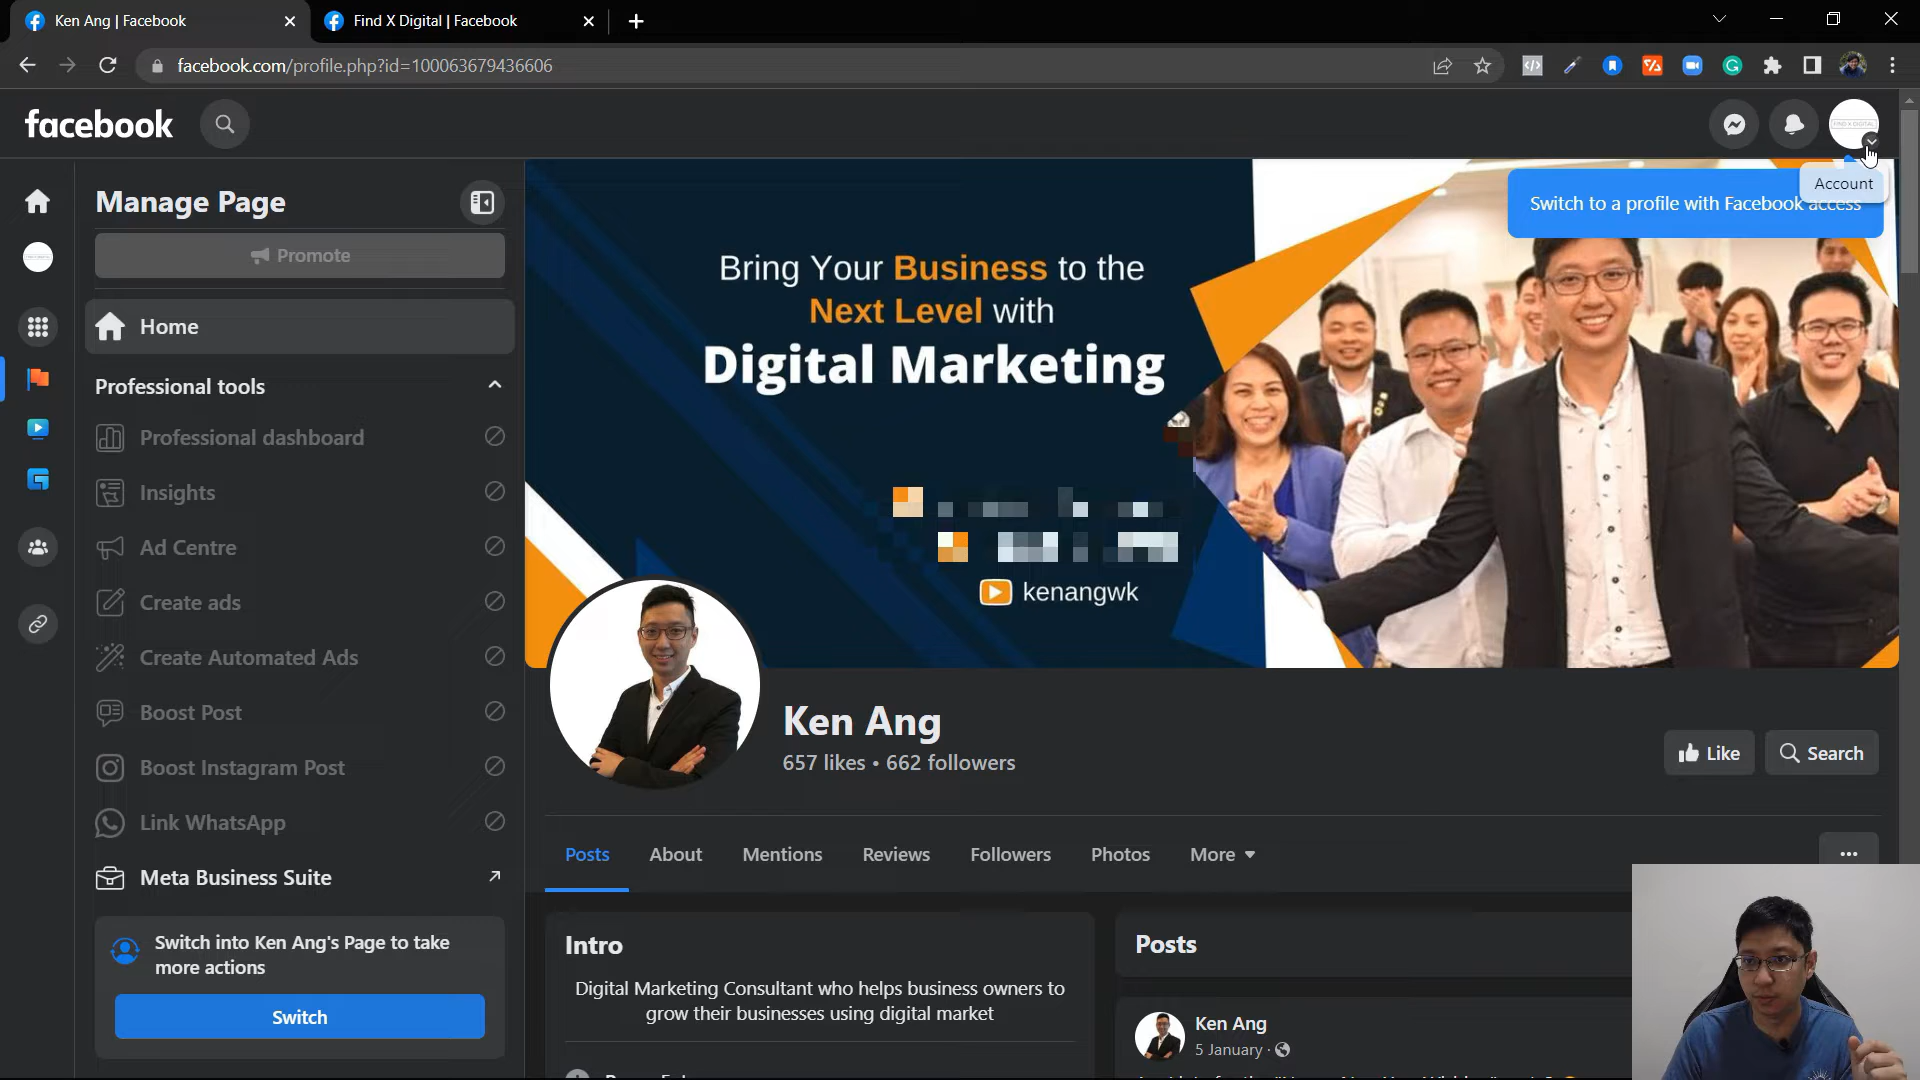 Ken Ang | Facebook
Find X Digital | Facebook
facebook.com/profile.php?id=100063679436606
facebook
FIND X DIGITAL
Account
Switch to a profile with Facebook access
Manage Page
Promote
Home
Professional tools
Professional dashboard
Insights
Ad Centre
Create ads
Create Automated Ads
Boost Post
Boost Instagram Post
Link WhatsApp
Meta Business Suite
Switch into Ken Ang's Page to take
more actions
Switch
Bring Your Business to the
Next Level with
Digital Marketing
kenangwk
Ken Ang
657 likes • 662 followers
Like
Search
Posts
About
Mentions
Reviews
Followers
Photos
More
Intro
Digital Marketing Consultant who helps business owners to
grow their businesses using digital market
Posts
Ken Ang
5 January ·